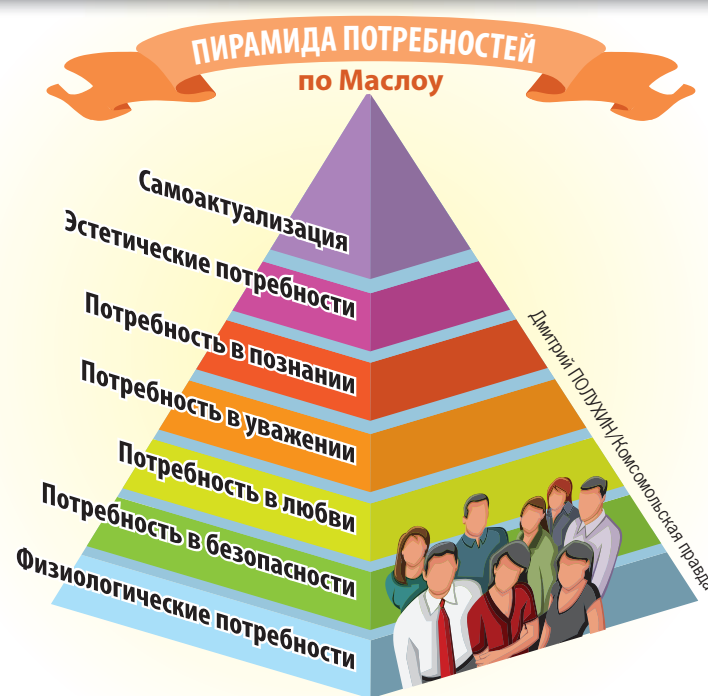 ПИРАМИДА ПОТРЕБНОСТЕЙ
по Маслоу
Самоактуализация
Эстетические потребности
Потребность в познании
Потребность в уважении
Потребность в любви
Потребность в безопасности
Физиологические потребности
Дмитрий ПОЛУХИН/Комсомольская правда